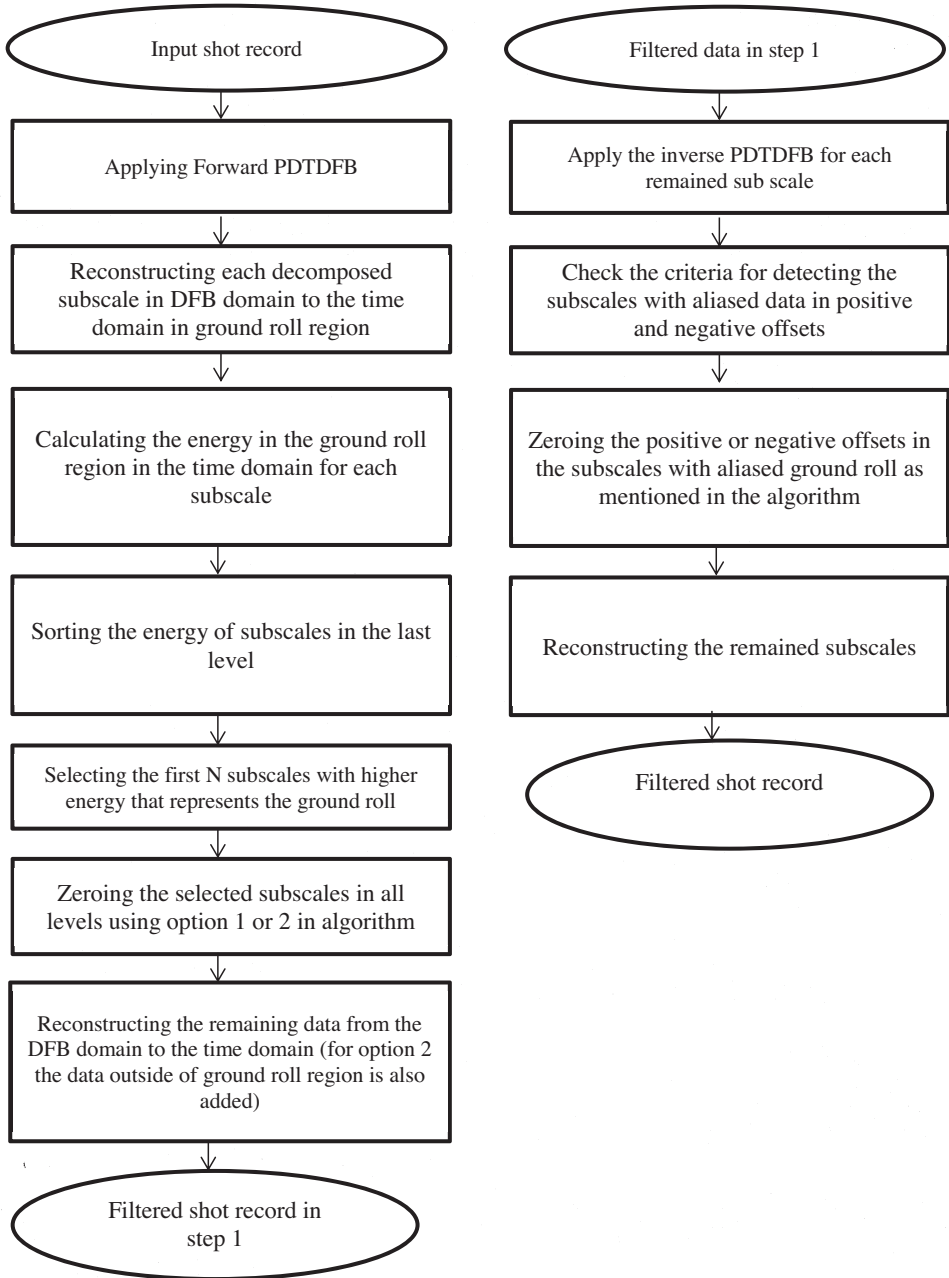 Input shot record
Applying Forward PDTDFB
Reconstructing each decomposed
subscale in DFB domain to the time
domain in ground roll region
Calculating the energy in the ground roll
region in the time domain for each
subscale
Sorting the energy of subscales in the last
level
Selecting the first N subscales with higher
energy that represents the ground roll
Zeroing the selected subscales in all
levels using option 1 or 2 in algorithm
Reconstructing the remaining data from the
DFB domain to the time domain (for option 2
the data outside of ground roll region is also
added)
Filtered shot record in
step 1
Filtered data in step 1
Apply the inverse PDTDFB for each
remained sub scale
Check the criteria for detecting the
subscales with aliased data in positive
and negative offsets
Zeroing the positive or negative offsets in
the subscales with aliased ground roll as
mentioned in the algorithm
Reconstructing the remained subscales
Filtered shot record